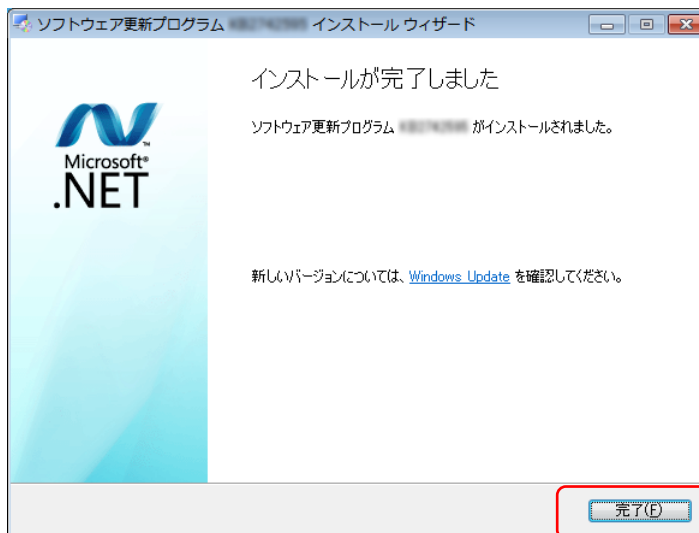 ソフトウェア更新プログラム インストール ウィザード
インストールが完了しました
ソフトウェア更新プログラム がインストールされました。
Microsoft®
.NET
新しいバージョンについては、Windows Update を確認してください。
完了(F)